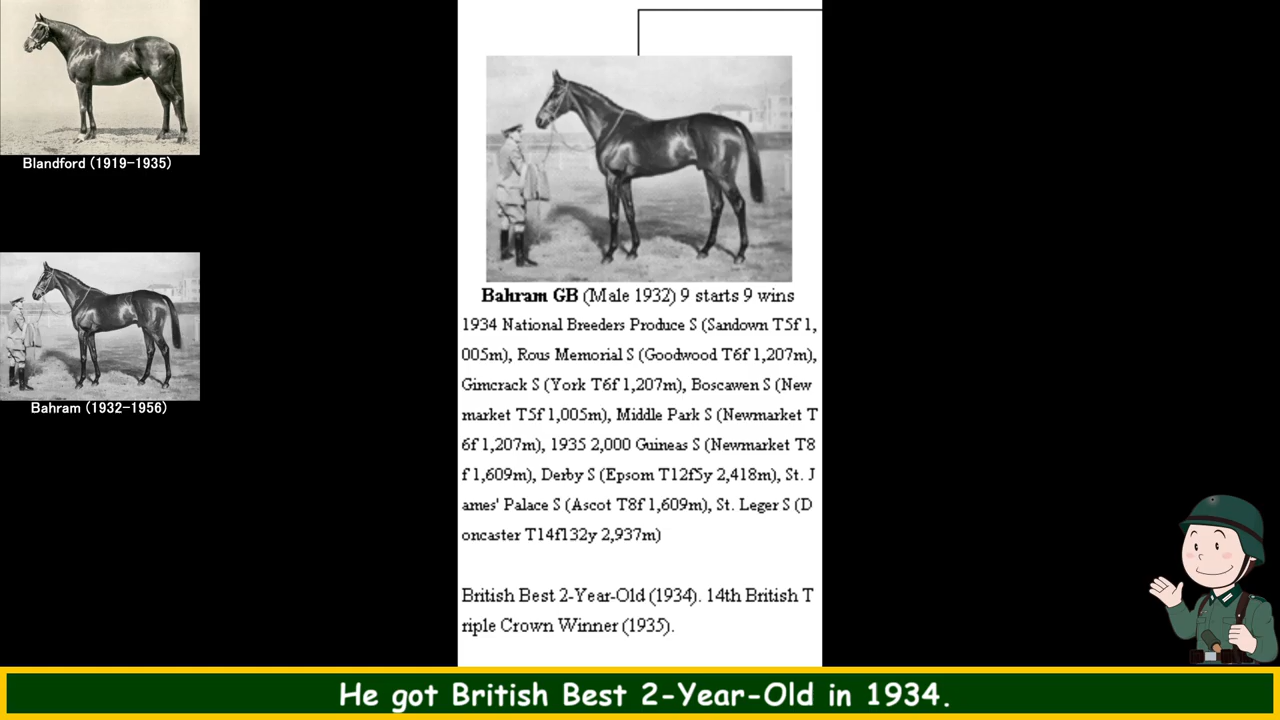 Blandford (1919-1935)
Bahram (1932-1956)
Bahram GB (Male 1932) 9 starts 9 wins
1934 National Breeders Produce S (Sandown T5f 1,
005m), Rous Memorial S (Goodwood T6f 1,207m),
Gimcrack S (York T6f 1,207m), Boscawen S (New
market T5f 1,005m), Middle Park S (Newmarket T
6f 1,207m), 1935 2,000 Guineas S (Newmarket T8
f 1,609m), Derby S (Epsom T12f5y 2,418m), St. J
ames' Palace S (Ascot T8f 1,609m), St. Leger S (D
oncaster T14f132y 2,937m)
British Best 2-Year-Old (1934). 14th British T
riple Crown Winner (1935).
He got British Best 2-Year-Old in 1934.